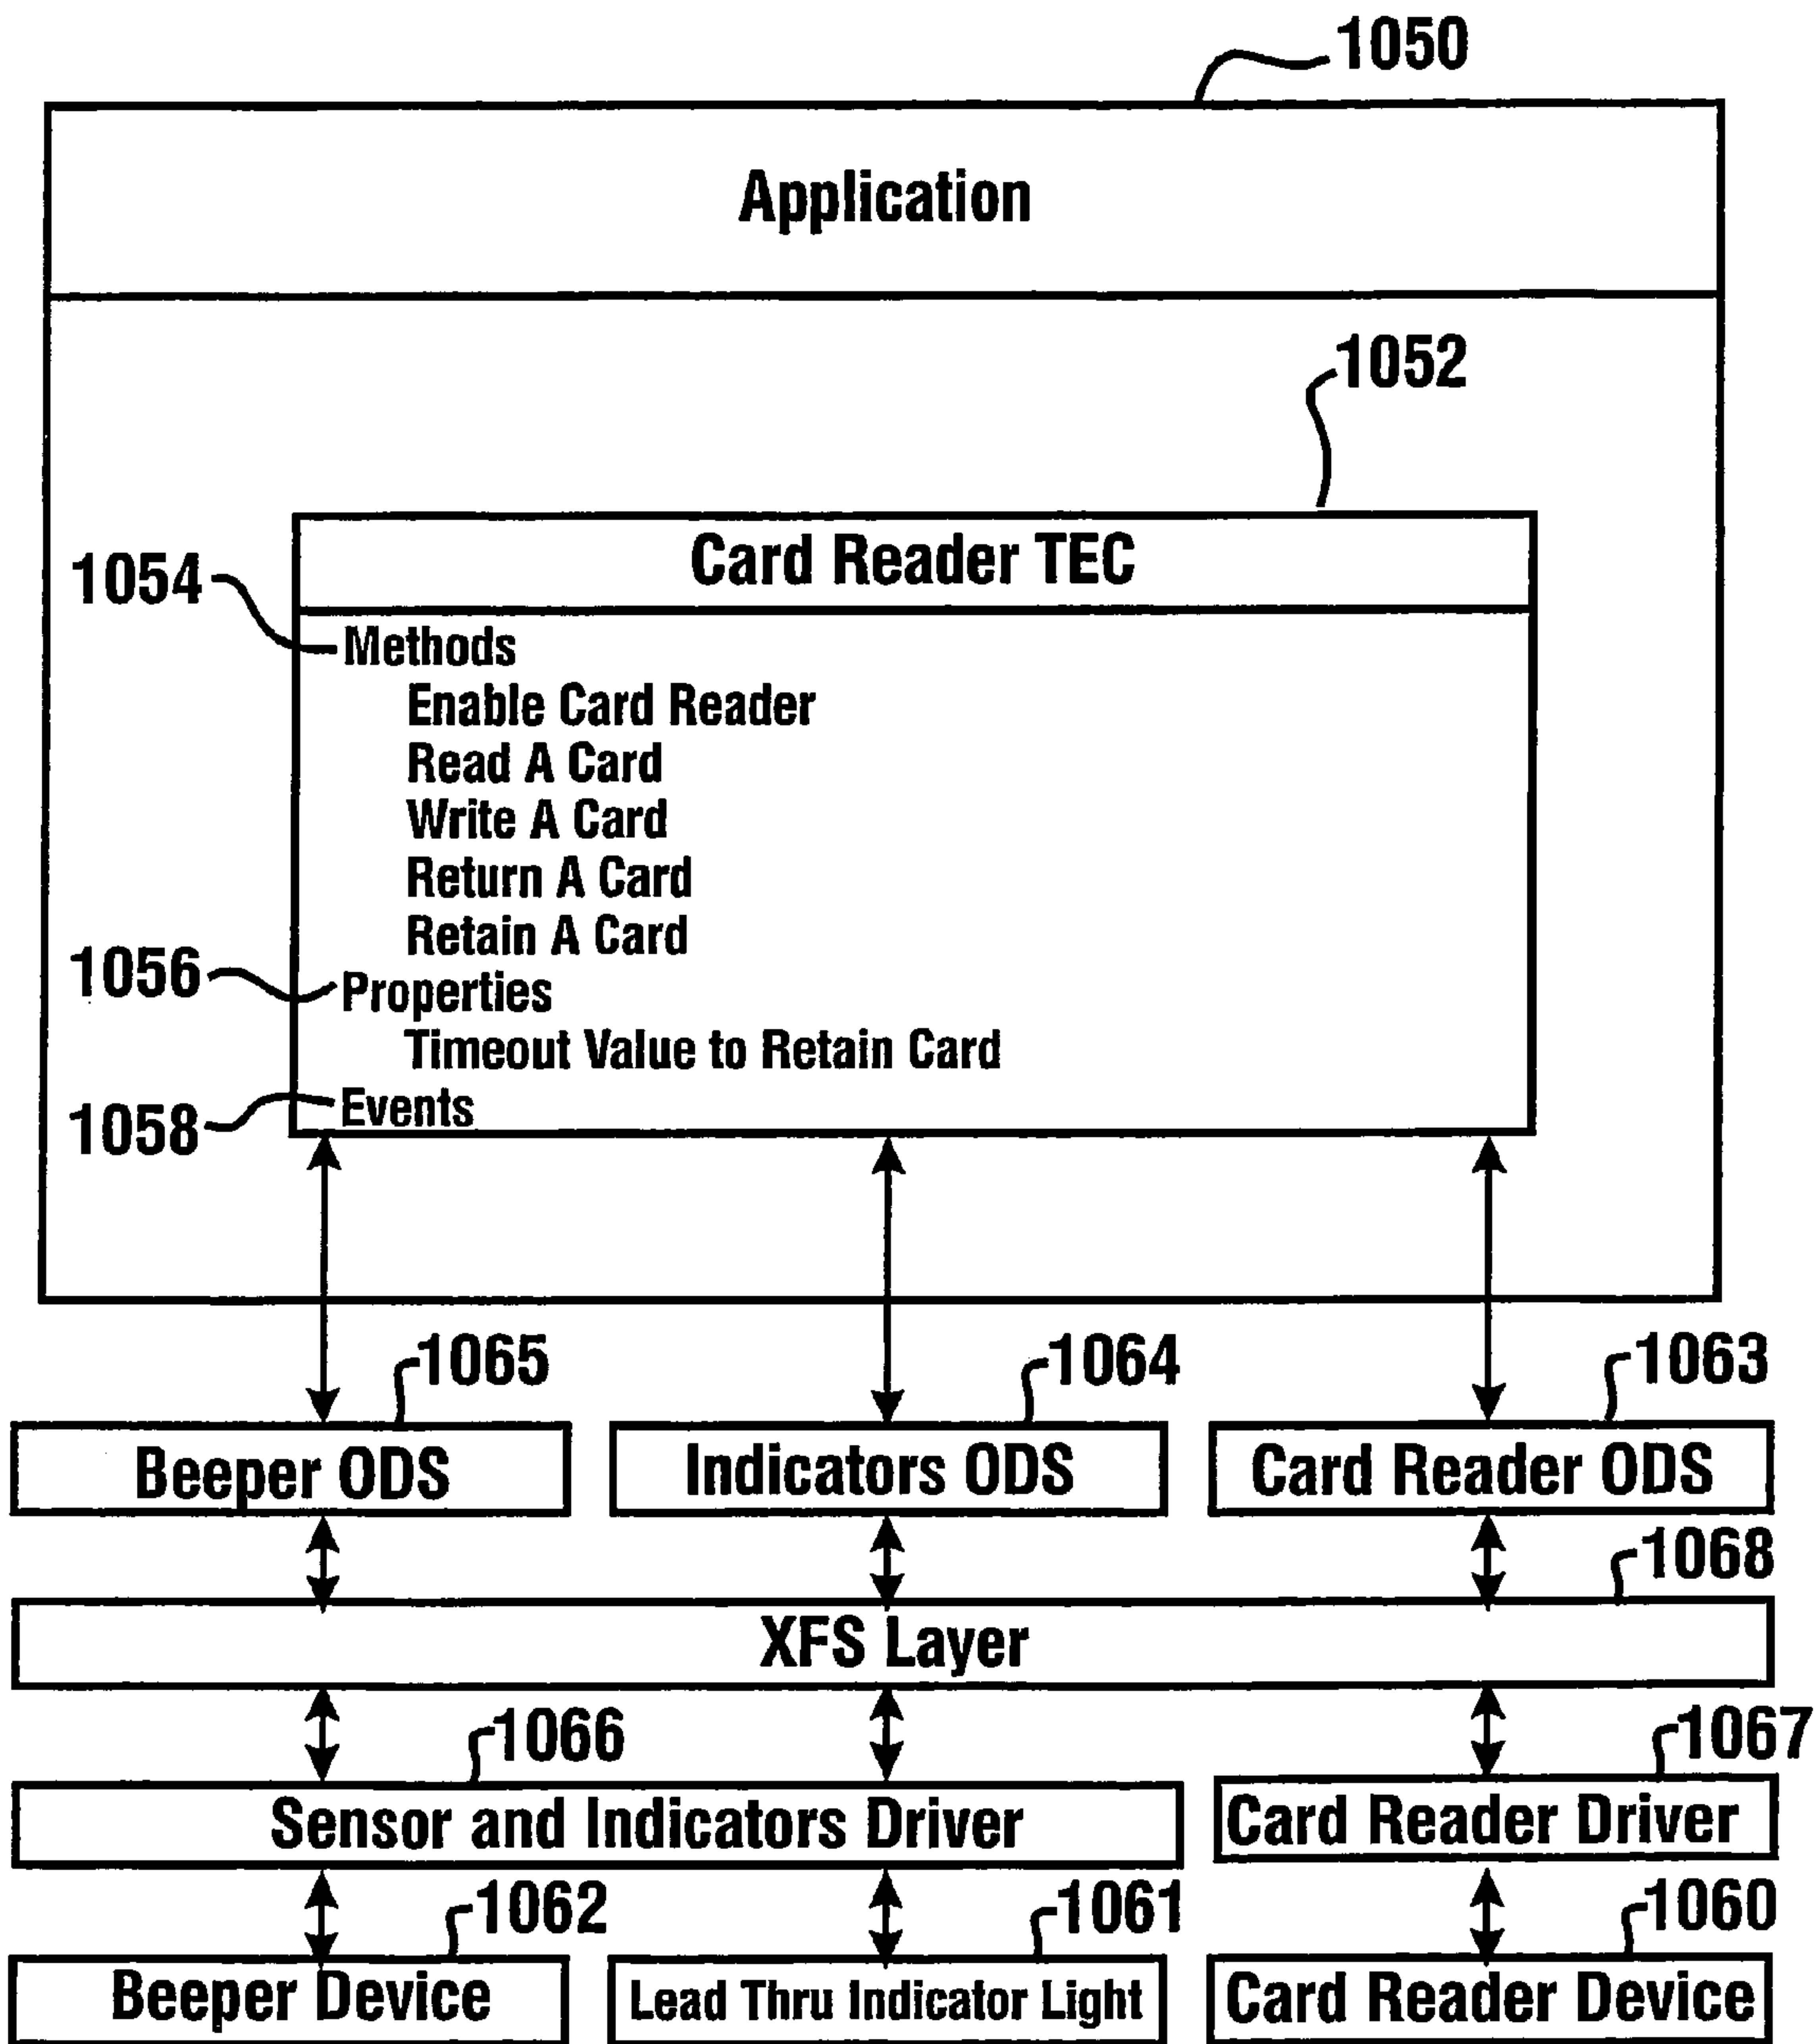 1050
Application
1052
Card Reader TEC
1054
Methods
Enable Card Reader
Read A Card
Write A Card
Return A Card
Retain A Card
1056
Properties
Timeout Value to Retain Card
1058
Events
1065
1064
1063
Beeper ODS
Indicators ODS
Card Reader ODS
1068
XFS Layer
1066
1067
Sensor and Indicators Driver
Card Reader Driver
1062
1061
1060
Beeper Device
Lead Thru Indicator Light
Card Reader Device